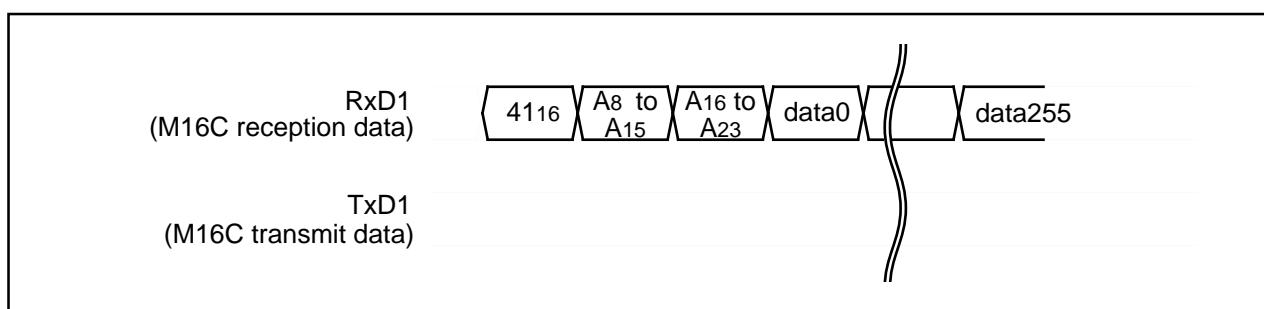 RxD1
(M16C reception data)
4116
A8 to
A15
A16 to
A23
data0
data255
TxD1
(M16C transmit data)